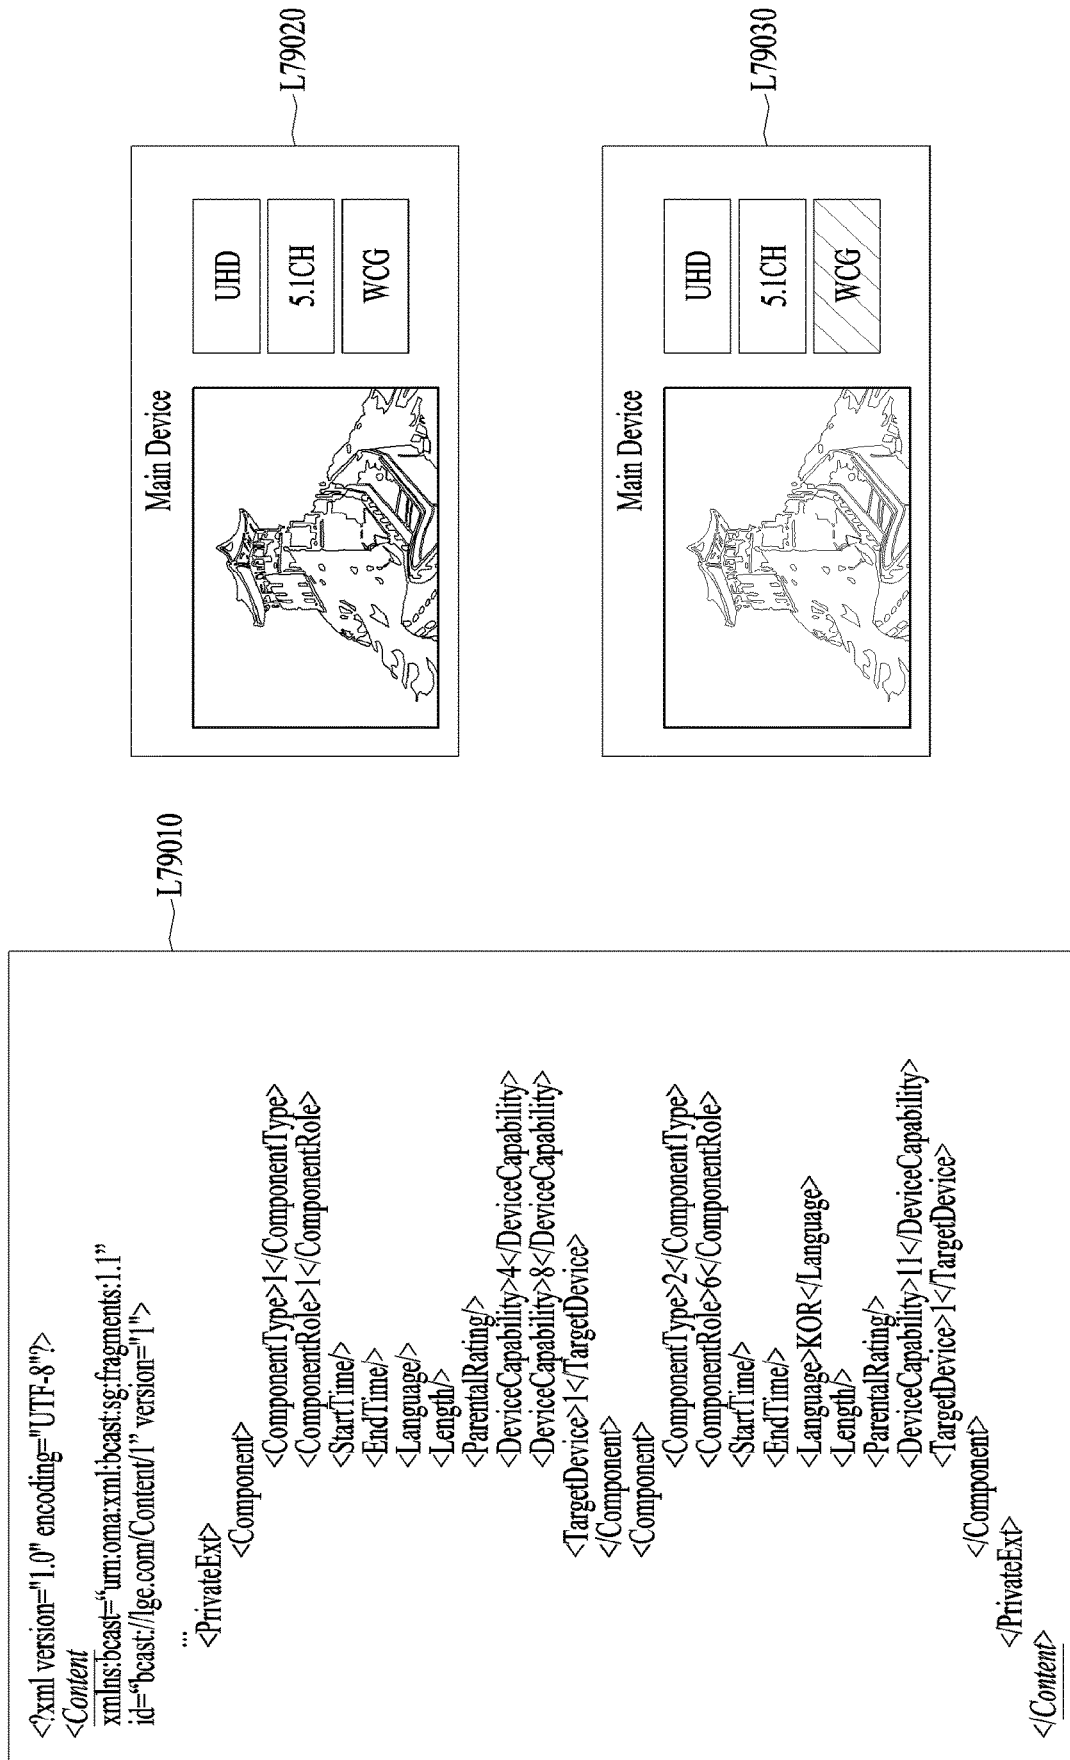 L79010
<?xml version="1.0" encoding="UTF-8"?>
<Content
xmlns:bcast=“urn:oma:xml:bcast:sg:fragments:1.1”
id=“bcast://lge.com/Content/1” version="1">
...
<PrivateExt>
<Component>
<ComponentType>1</ComponentType>
<ComponentRole>1</ComponentRole>
<StartTime/>
<EndTime/>
<Language/>
<Length/>
<ParentalRating/>
<DeviceCapability>4</DeviceCapability>
<DeviceCapability>8</DeviceCapability>
<TargetDevice>1</TargetDevice>
</Component>
<Component>
<ComponentType>2</ComponentType>
<ComponentRole>6</ComponentRole>
<StartTime/>
<EndTime/>
<Language>KOR</Language>
<Length/>
<ParentalRating/>
<DeviceCapability>11</DeviceCapability>
<TargetDevice>1</TargetDevice>
</Component>
</PrivateExt>
</Content>
L79020
Main Device
UHD
5.1CH
WCG
L79030
Main Device
UHD
5.1CH
WCG